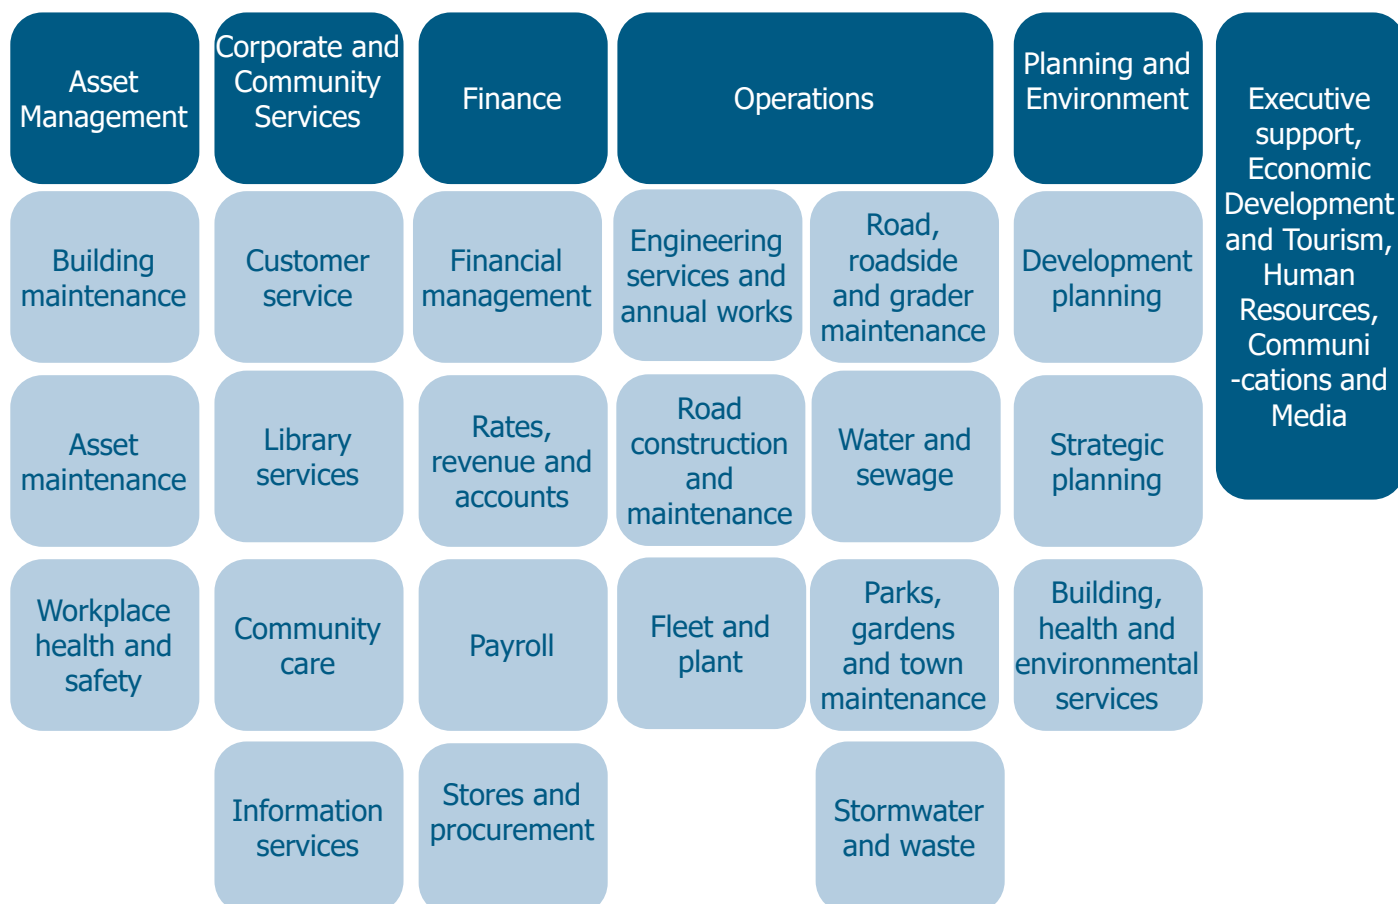 Asset
Management
Corporate and
Community
Services
Finance
Operations
Planning and
Environment
Executive
support,
Economic
Development
and Tourism,
Human
Resources,
Communi
-cations and
Media
Building
maintenance
Customer
service
Financial
management
Engineering
services and
annual works
Road,
roadside
and grader
maintenance
Development
planning
Asset
maintenance
Library
services
Rates,
revenue and
accounts
Road
construction
and
maintenance
Water and
sewage
Strategic
planning
Workplace
health and
safety
Community
care
Payroll
Fleet and
plant
Parks,
gardens
and town
maintenance
Building,
health and
environmental
services
Information
services
Stores and
procurement
Stormwater
and waste